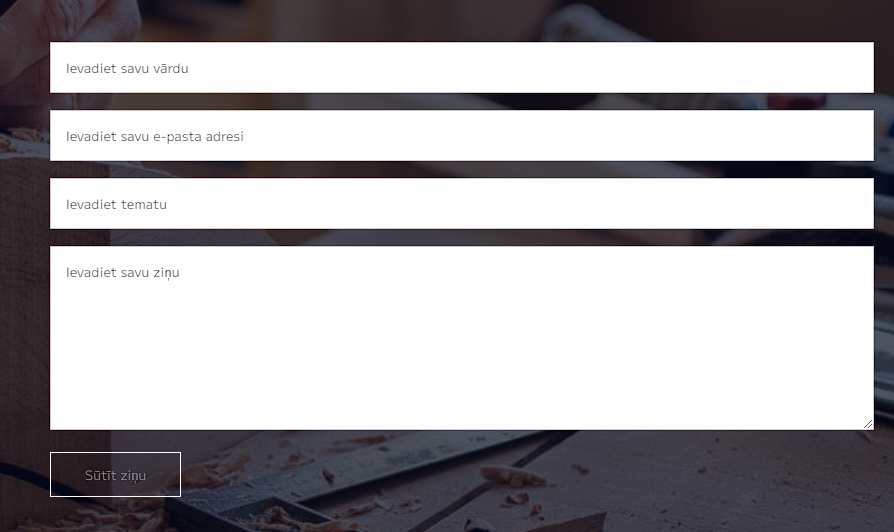 Ievadiet savu vārdu
Ievadiet savu e-pasta adresi
Ievadiet tematu
Ievadiet savu ziņu
Sūtīt ziņu